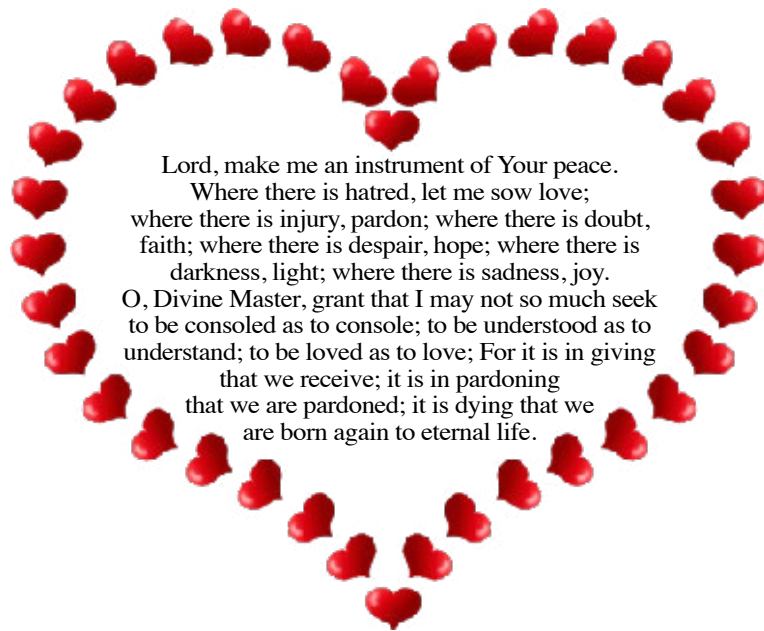 Lord, make me an instrument of Your peace.
Where there is hatred, let me sow love;
where there is injury, pardon; where there is doubt,
faith; where there is despair, hope; where there is
darkness, light; where there is sadness, joy.
O, Divine Master, grant that I may not so much seek
to be consoled as to console; to be understood as to
understand; to be loved as to love; For it is in giving
that we receive; it is in pardoning
that we are pardoned; it is dying that we
are born again to eternal life.